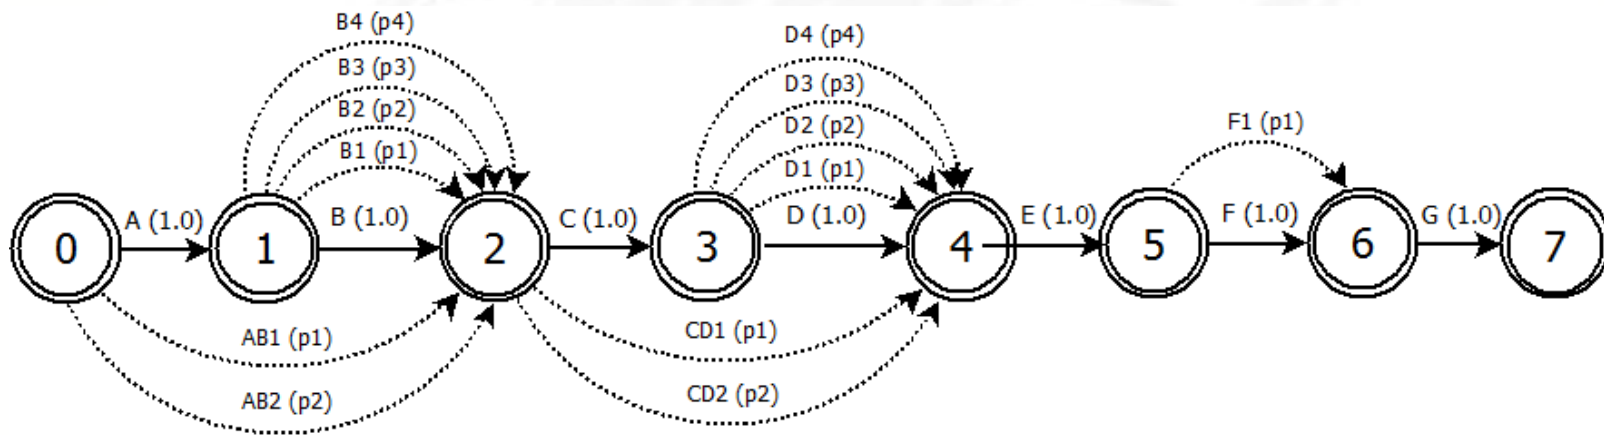 B4 (p4)
D4 (p4)
B3 (p3)
D3 (p3)
B2 (p2)
D2 (p2)
F1 (p1)
B1 (p1)
D1 (p1)
A (1.0)
B (1.0)
C (1.0)
D (1.0)
E (1.0)
F (1.0)
G (1.0)
0
1
2
3
4
5
6
7
AB1 (p1)
CD1 (p1)
AB2 (p2)
CD2 (p2)